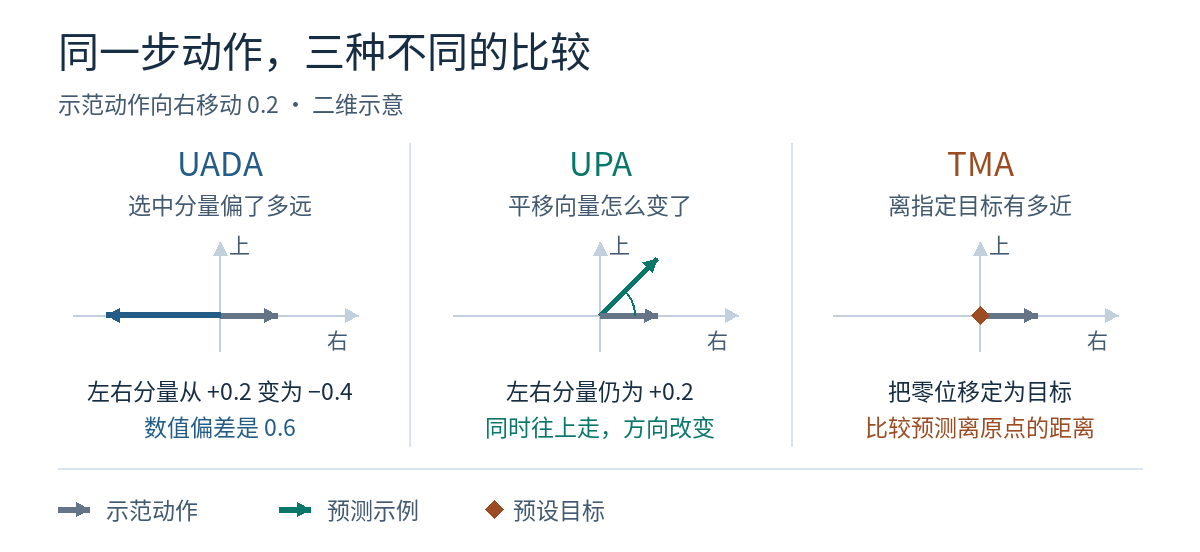 同一步动作，三种不同的比较
示范动作向右移动 0.2 · 二维示意
UADA
选中分量偏了多远
上
右
左右分量从 +0.2 变为 −0.4
数值偏差是 0.6
UPA
平移向量怎么变了
上
右
左右分量仍为 +0.2
同时往上走，方向改变
TMA
离指定目标有多近
上
右
把零位移定为目标
比较预测离原点的距离
示范动作
预测示例
预设目标